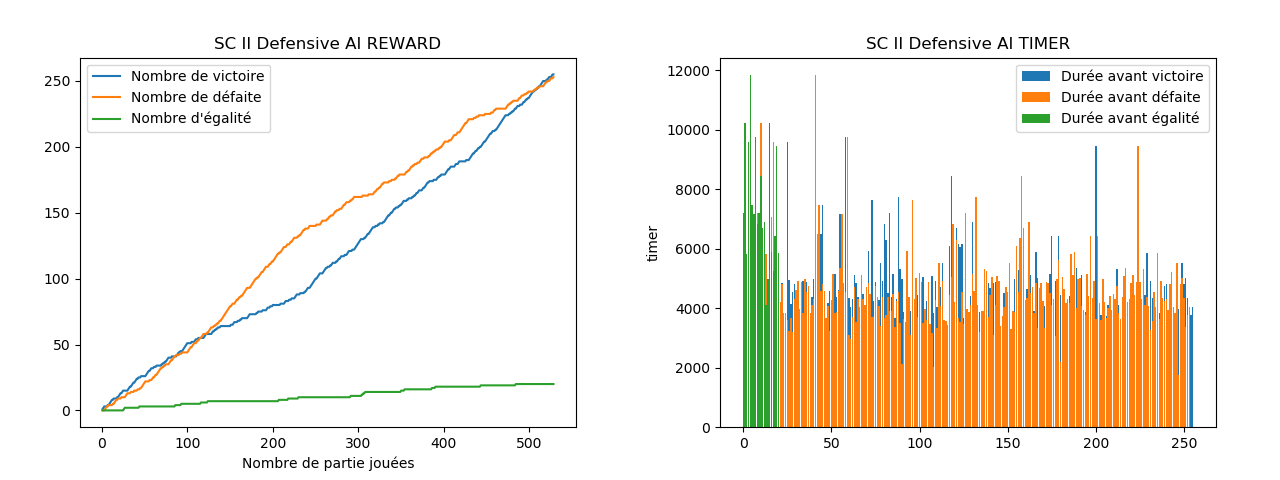 SC II Defensive AI REWARD
Nombre de victoire
Nombre de défaite
Nombre d'égalité
250
200
150
100
50
0
0 100 200 300 400 500
Nombre de partie jouées
SC II Defensive AI TIMER
Durée avant victoire
Durée avant défaite
Durée avant égalité
timer
12000
10000
8000
6000
4000
2000
0
0 50 100 150 200 250